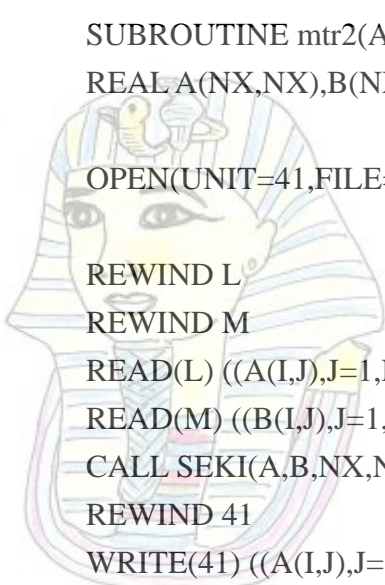 SUBROUTINE mtr2(A
REAL A(NX,NX),B(N
OPEN(UNIT=41,FILE=
REWIND L
REWIND M
READ(L) ((A(I,J),J=1,
READ(M) ((B(I,J),J=1,
CALL SEKI(A,B,NX,N
REWIND 41
WRITE(41) ((A(I,J),J=